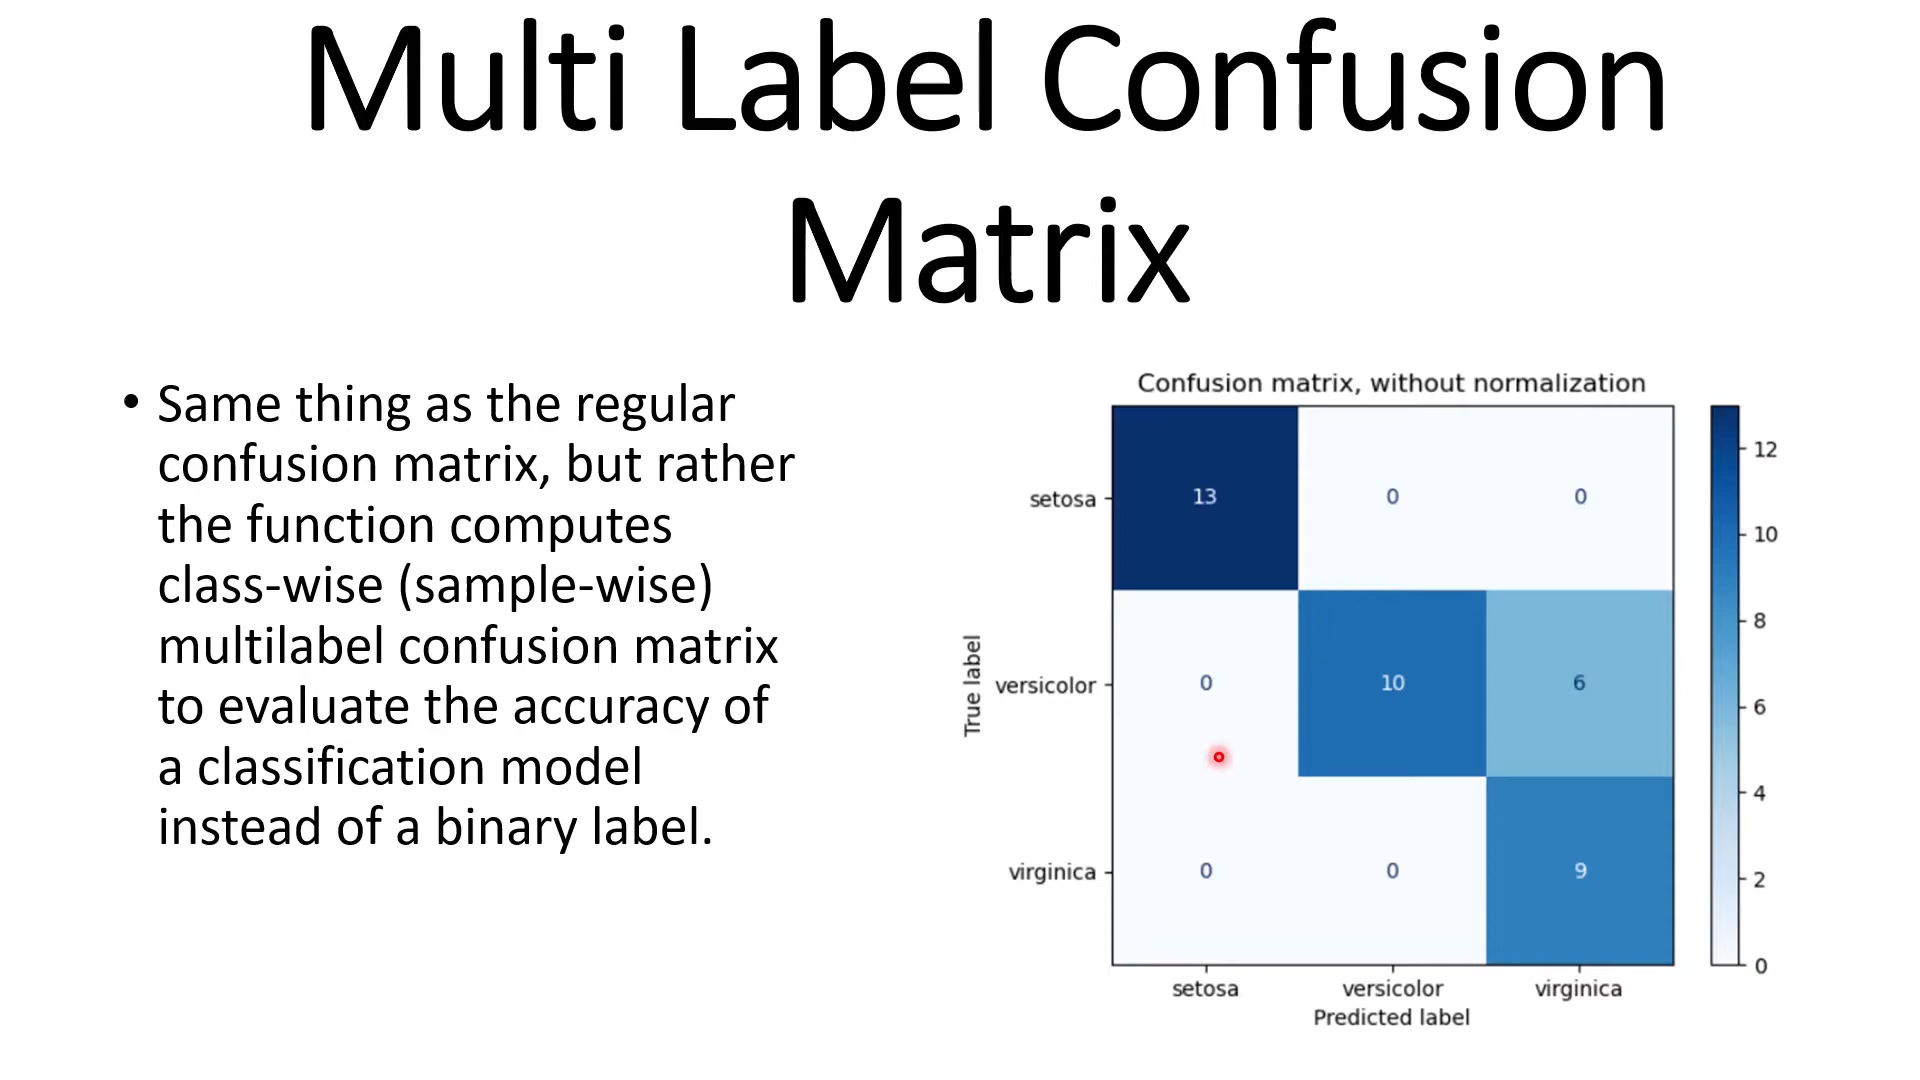 Multi Label Confusion
Matrix
• Same thing as the regular
confusion matrix, but rather
the function computes
class-wise (sample-wise)
multilabel confusion matrix
to evaluate the accuracy of
a classification model
instead of a binary label.
Confusion matrix, without normalization
True label
setosa
13 0 0
versicolor
0 10 6
virginica
0 0 9
setosa versicolor virginica
Predicted label
12
10
8
6
4
2
0